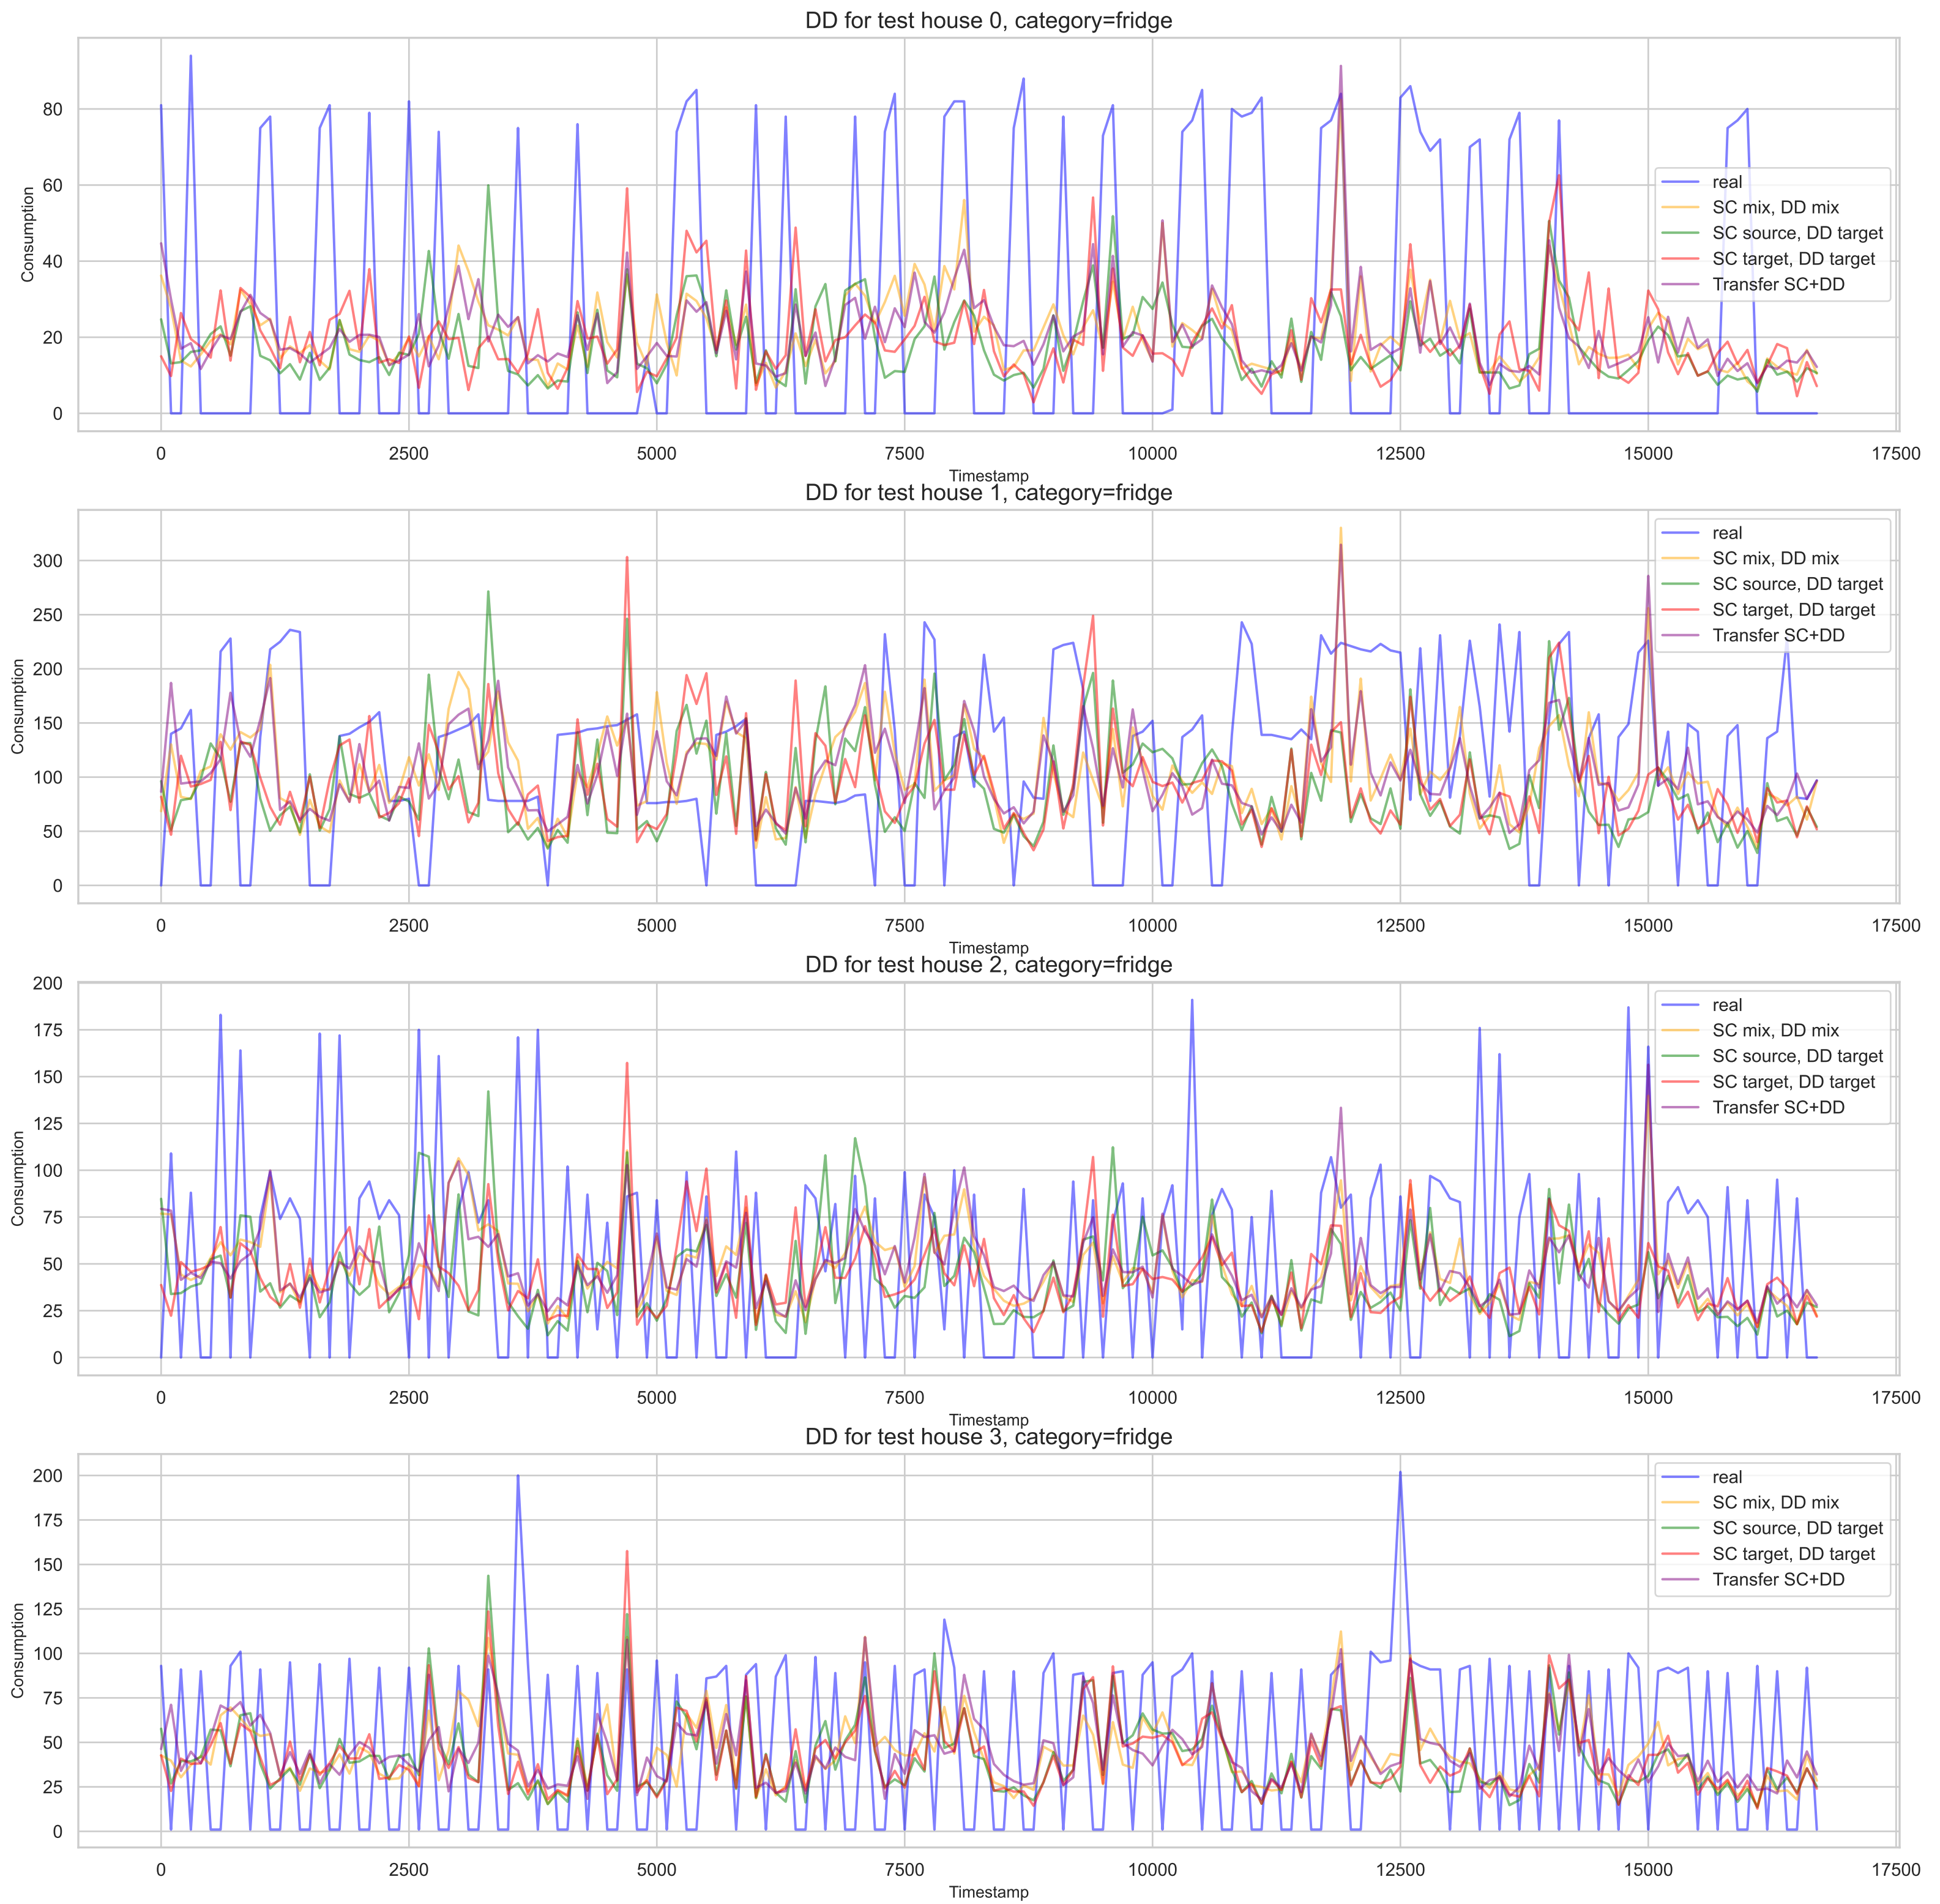 DD for test house 0, category=fridge
Consumption
80
60
40
20
0
real
SC mix, DD mix
SC source, DD target
SC target, DD target
Transfer SC+DD
0 2500 5000 7500 10000 12500 15000 17500
Timestamp
DD for test house 1, category=fridge
Consumption
300
250
200
150
100
50
0
real
SC mix, DD mix
SC source, DD target
SC target, DD target
Transfer SC+DD
0 2500 5000 7500 10000 12500 15000 17500
Timestamp
DD for test house 2, category=fridge
Consumption
200
175
150
125
100
75
50
25
0
real
SC mix, DD mix
SC source, DD target
SC target, DD target
Transfer SC+DD
0 2500 5000 7500 10000 12500 15000 17500
Timestamp
DD for test house 3, category=fridge
Consumption
200
175
150
125
100
75
50
25
0
real
SC mix, DD mix
SC source, DD target
SC target, DD target
Transfer SC+DD
0 2500 5000 7500 10000 12500 15000 17500
Timestamp